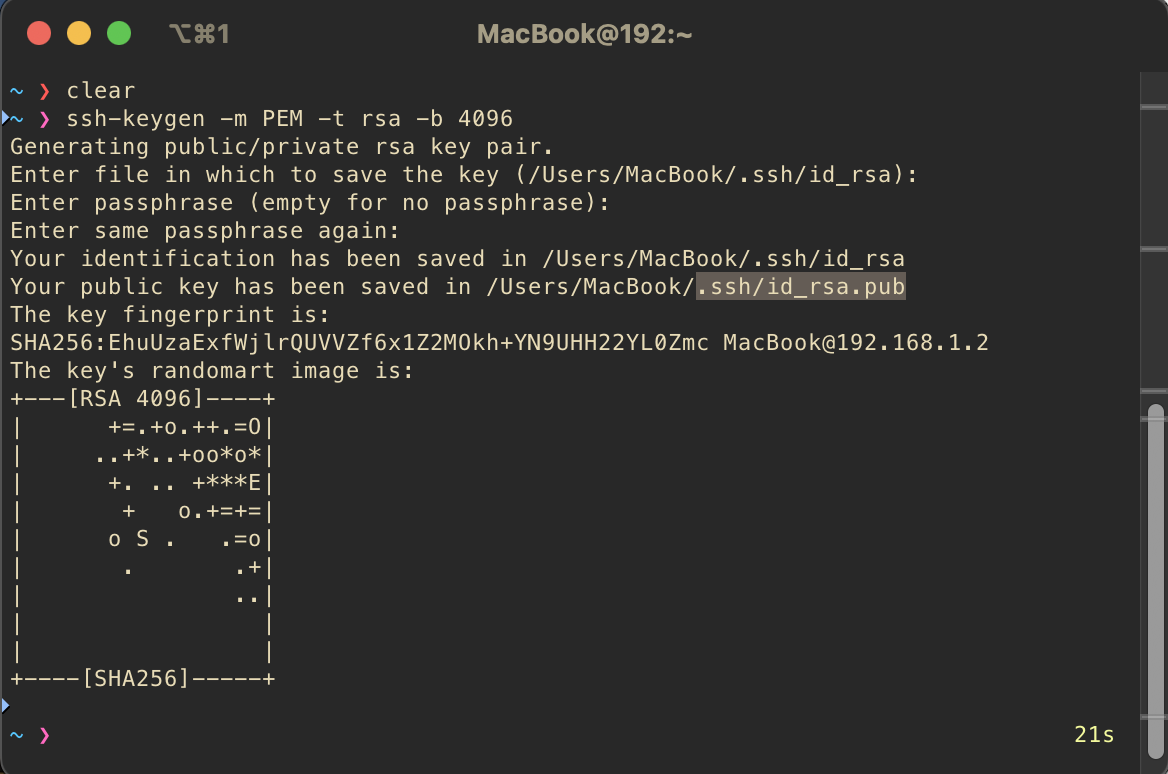 ⌥⌘1 MacBook@192:~
~ ❯ clear
~ ❯ ssh-keygen -m PEM -t rsa -b 4096
Generating public/private rsa key pair.
Enter file in which to save the key (/Users/MacBook/.ssh/id_rsa):
Enter passphrase (empty for no passphrase):
Enter same passphrase again:
Your identification has been saved in /Users/MacBook/.ssh/id_rsa
Your public key has been saved in /Users/MacBook/.ssh/id_rsa.pub
The key fingerprint is:
SHA256:EhuUzaExfWjlrQUVVZf6x1Z2MOkh+YN9UHH22YL0Zmc MacBook@192.168.1.2
The key's randomart image is:
+---[RSA 4096]----+
|      +=.+o.++.=O|
|     ..+*..+oo*o*|
|      +. .. +***E|
|       +   o.+=+=|
|      o S .   .=o|
|       .       .+|
|               ..|
|                 |
|                 |
+----[SHA256]-----+
~ ❯ 21s